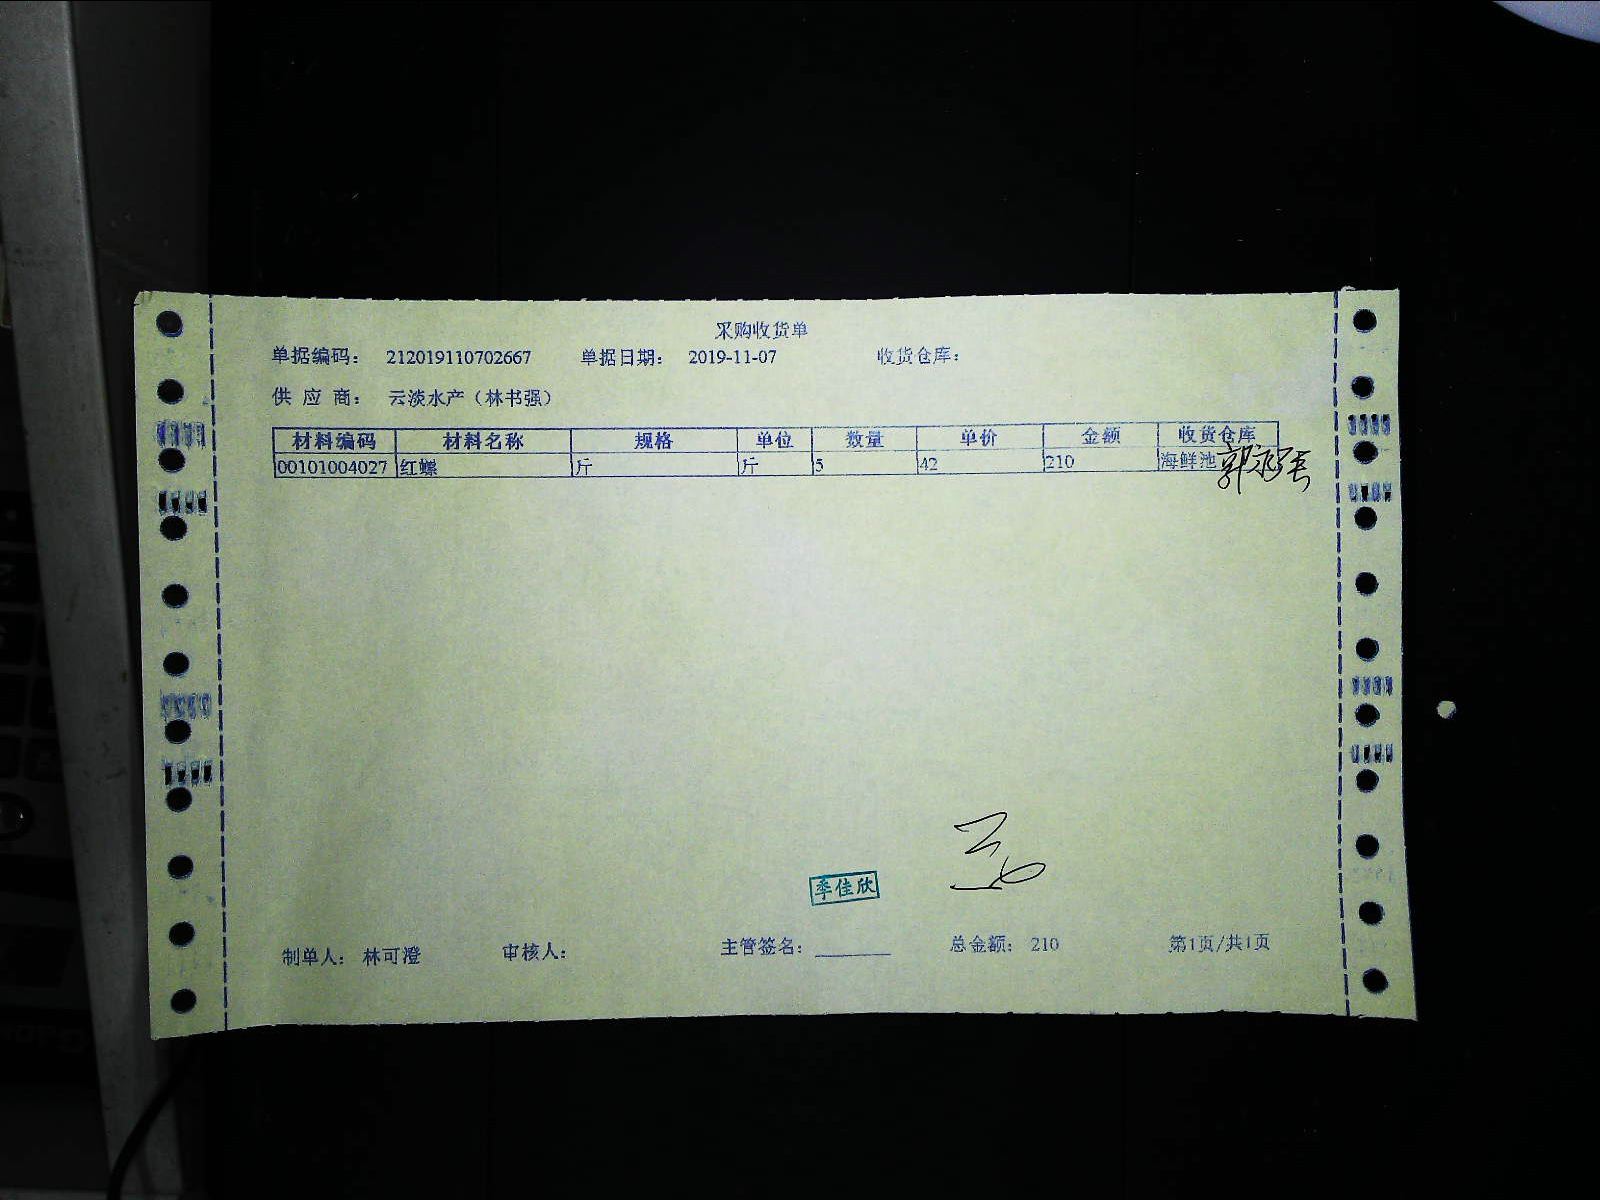 采购收货单
单据编码: 212019110702667 单据日期: 2019-11-07 收货仓库:
供 应 商: 云淡水产(林书强)
材料编码 材料名称 规格 单位 数量 单价 金额 收货仓库
00101004027 红螺 斤 斤 5 42 210 海鲜池
季佳欣
制单人: 林可澄 审核人: 主管签名: ______ 总金额: 210 第1页/共1页